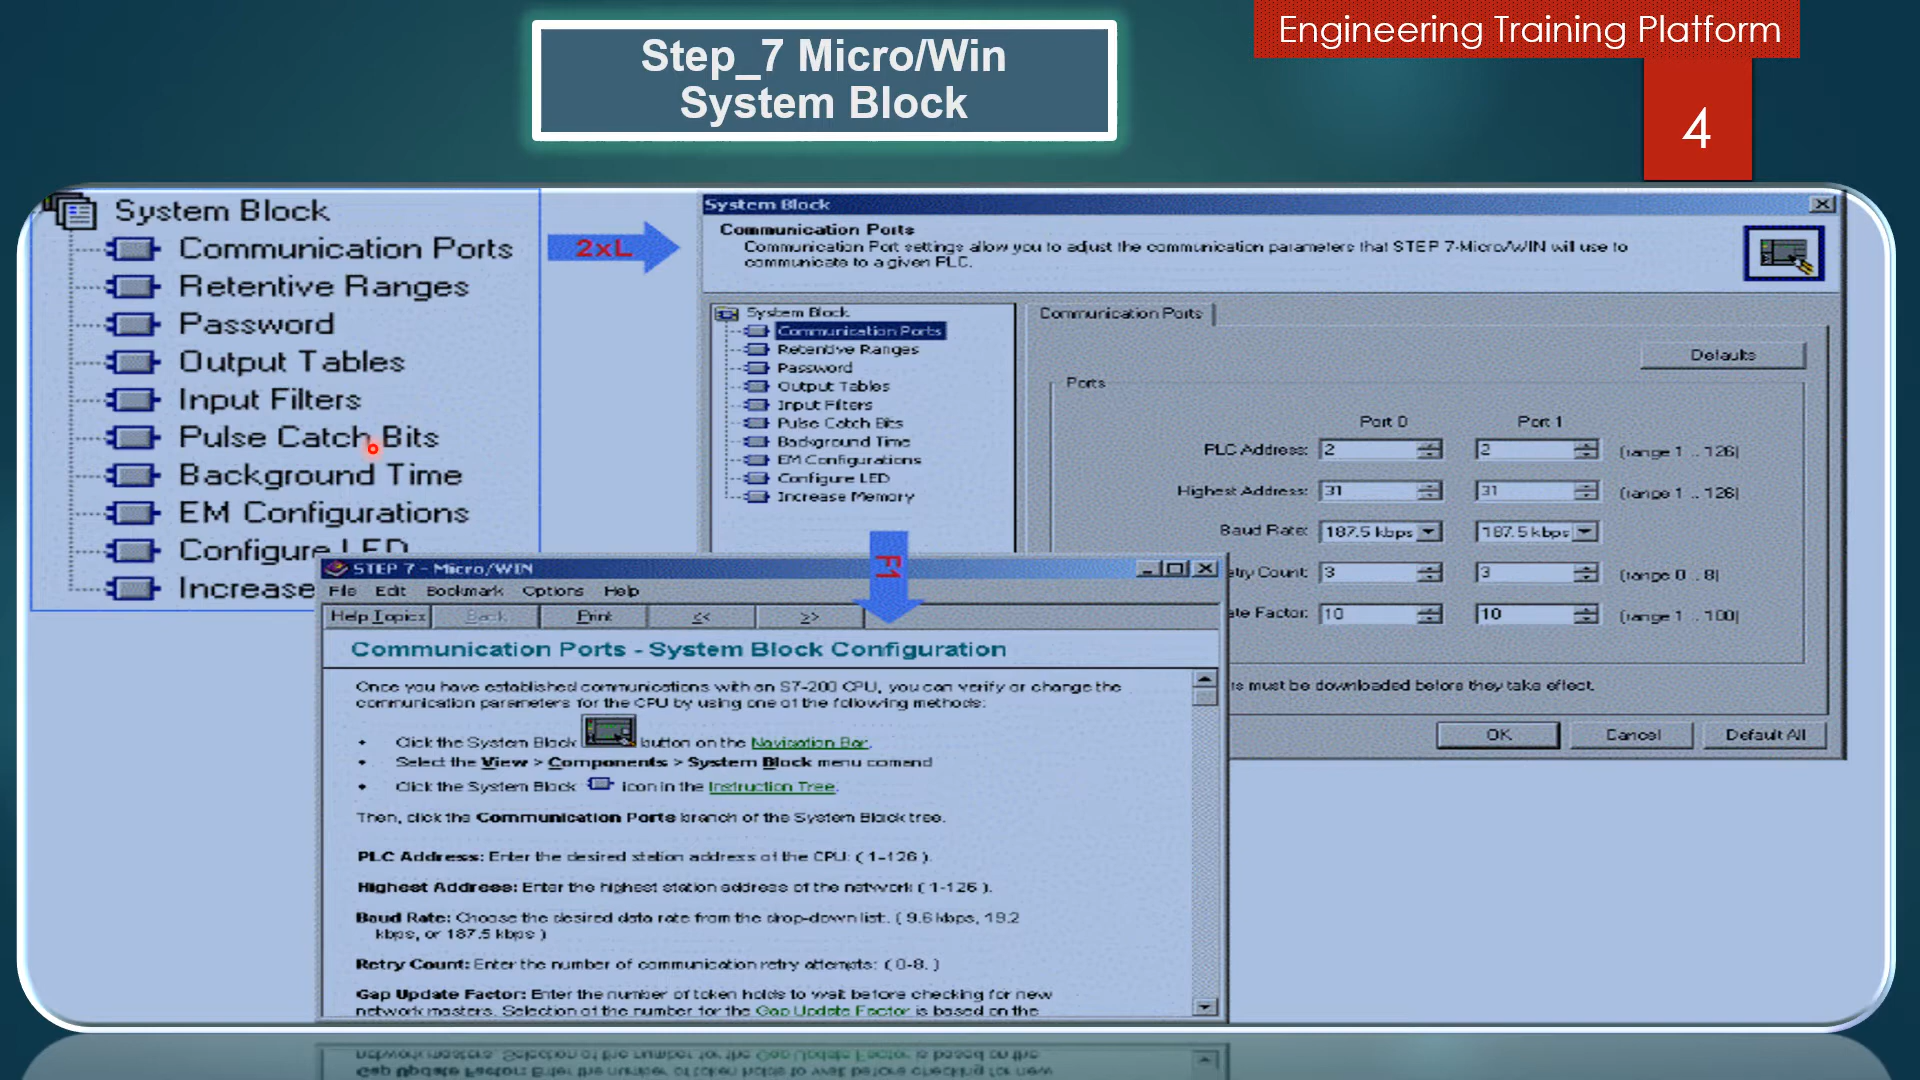 Step_7 Micro/Win
System Block
Engineering Training Platform
4
System Block
Communication Ports
Retentive Ranges
Password
Output Tables
Input Filters
Pulse Catch Bits
Background Time
EM Configurations
Configure LED
Increase
2xL
System Block
Communication Ports
Communication Port settings allow you to adjust the communication parameters that STEP 7-Micro/WIN will use to
communicate to a given PLC.
System Block
Communication Ports
Retentive Ranges
Password
Output Tables
Input Filters
Pulse Catch Bits
Background Time
EM Configurations
Configure LED
Increase Memory
Communication Ports
Defaults
Ports
Port 0 Port 1
PLC Address: 2 2 (range 1 .. 126)
Highest Address: 31 31 (range 1 .. 126)
Baud Rate: 187.5 kbps 187.5 kbps
etry Count: 3 3 (range 0 .. 8)
ate Factor: 10 10 (range 1 .. 100)
s must be downloaded before they take effect.
OK Cancel Default All
F1
STEP 7 - Micro/WIN
File Edit Bookmark Options Help
Help Topics Back Print << >>
Communication Ports - System Block Configuration
Once you have established communications with an S7-200 CPU, you can verify or change the
communication parameters for the CPU by using one of the following methods:
• Click the System Block button on the Navigation Bar.
• Select the View > Components > System Block menu comand
• Click the System Block icon in the Instruction Tree.
Then, click the Communication Ports branch of the System Block tree.
PLC Address: Enter the desired station address of the CPU: ( 1-126 ).
Highest Address: Enter the highest station address of the network ( 1-126 ).
Baud Rate: Choose the desired data rate from the drop-down list: ( 9.6 kbps, 19.2
kbps, or 187.5 kbps )
Retry Count: Enter the number of communication retry attempts: ( 0-8. )
Gap Update Factor: Enter the number of token holds to wait before checking for new
network masters. Selection of the number for the Gap Update Factor is based on the